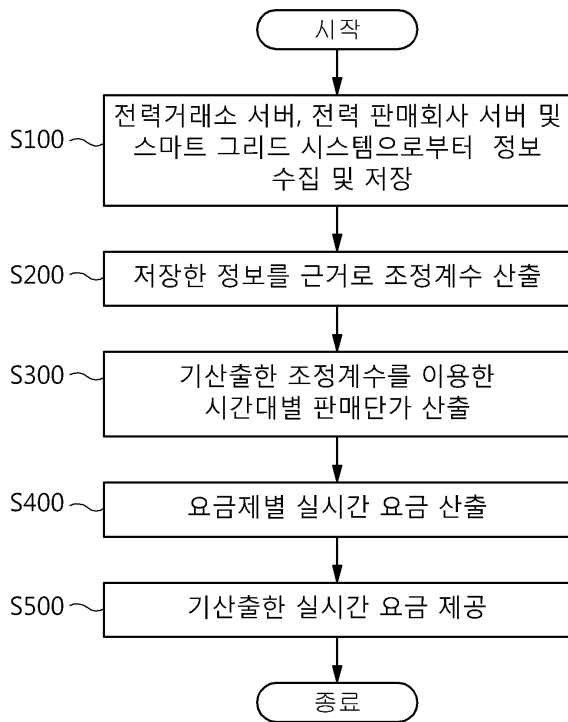 시작
S100
전력거래소 서버, 전력 판매회사 서버 및
스마트 그리드 시스템으로부터 정보
수집 및 저장
S200
저장한 정보를 근거로 조정계수 산출
S300
기산출한 조정계수를 이용한
시간대별 판매단가 산출
S400
요금제별 실시간 요금 산출
S500
기산출한 실시간 요금 제공
종료